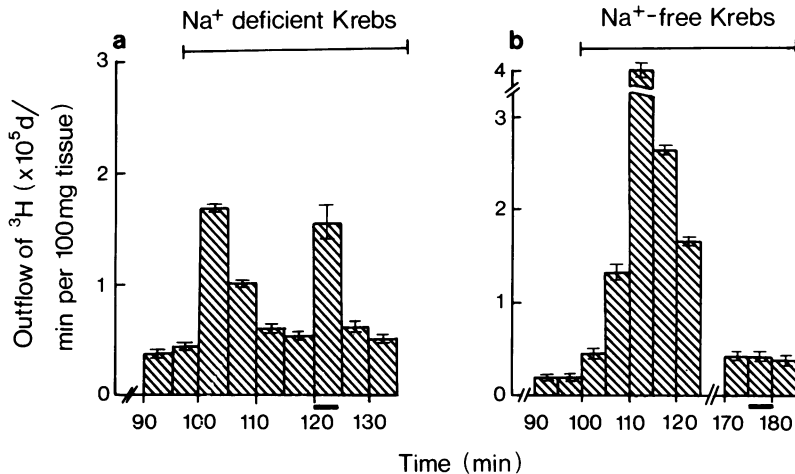 a
Na⁺ deficient Krebs
b
Na⁺-free Krebs
Outflow of ³H (x10⁵d/
min per 100mg tissue)
3
2
1
0
90 100 110 120 130
4
3
2
1
0
90 100 110 120 170 180
Time (min)